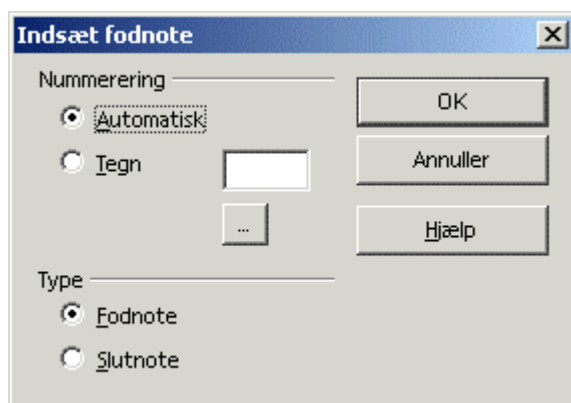 Indsæt fodnote
Nummerering
Automatisk
Tegn
...
OK
Annuller
Hjælp
Type
Fodnote
Slutnote